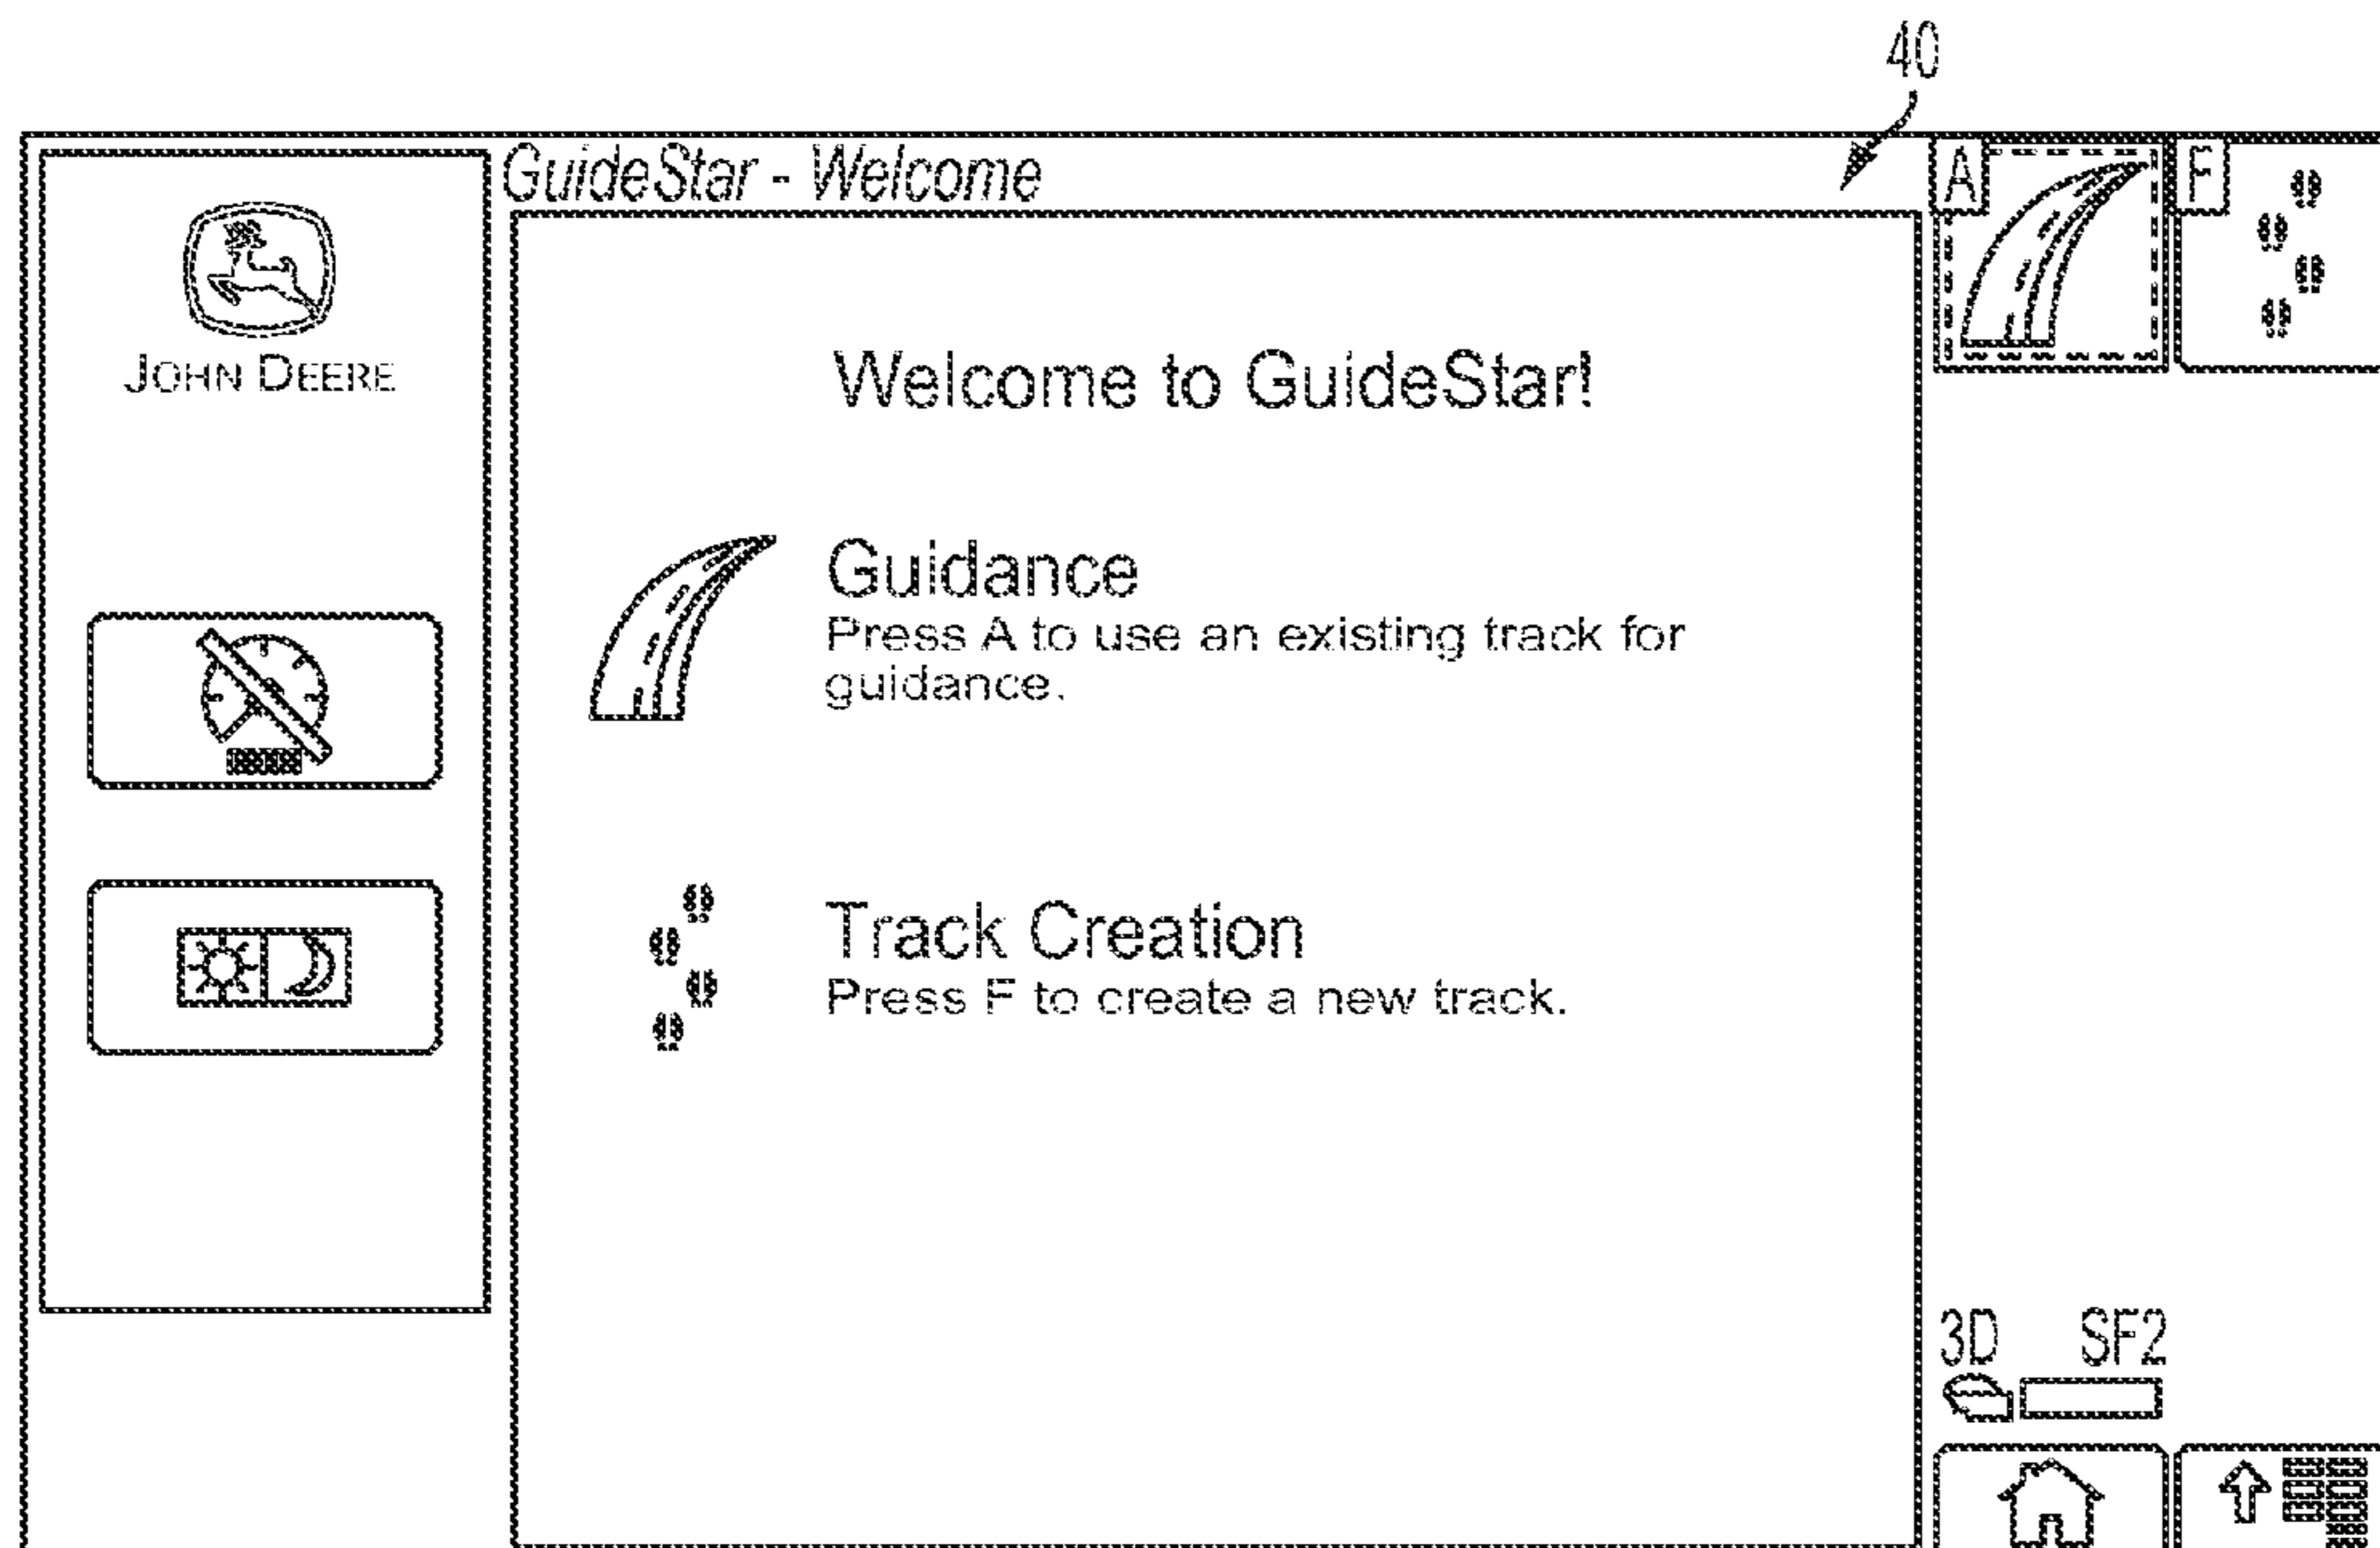 40
GuideStar - Welcome
A
F
JOHN DEERE
Welcome to GuideStar!
Guidance
Press A to use an existing track for
guidance.
Track Creation
Press F to create a new track.
3D SF2